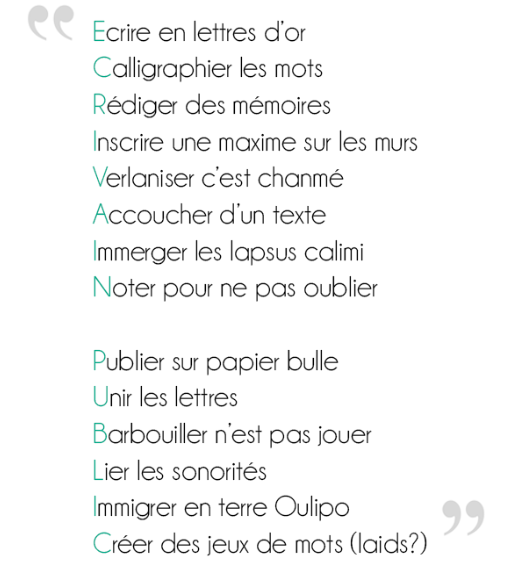 Ecrire en lettres d’or
Calligraphier les mots
Rédiger des mémoires
Inscrire une maxime sur les murs
Verlaniser c’est chanmé
Accoucher d’un texte
Immerger les lapsus calimi
Noter pour ne pas oublier
Publier sur papier bulle
Unir les lettres
Barbouiller n’est pas jouer
Lier les sonorités
Immigrer en terre Oulipo
Créer des jeux de mots (laids?)